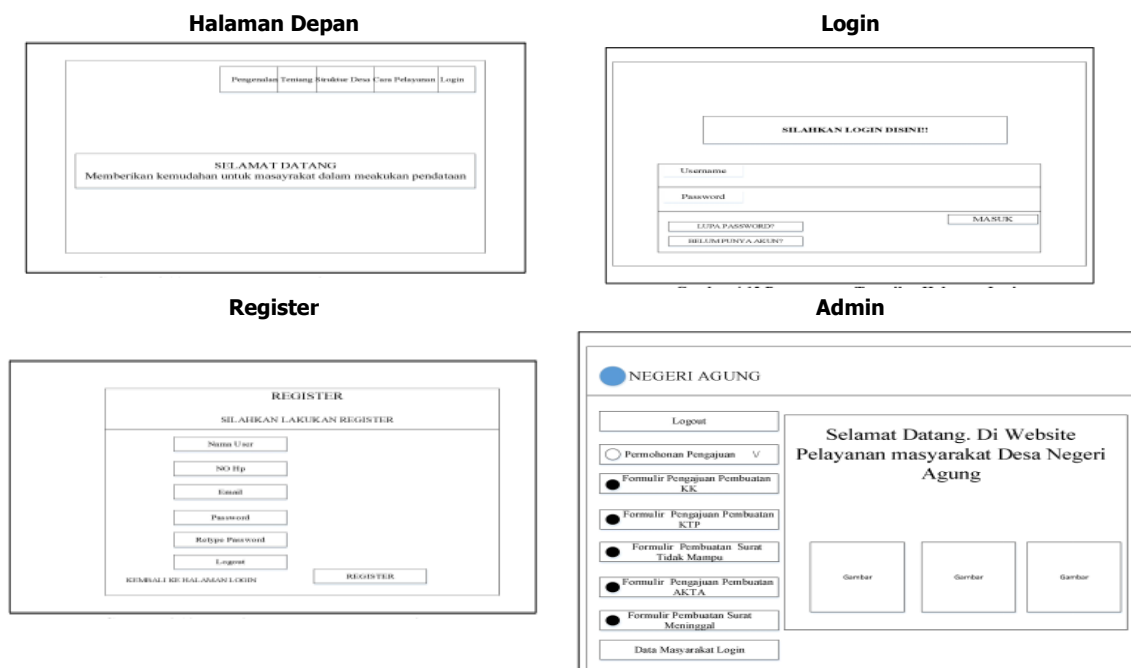 Halaman Depan
Pengenalan Tentang Struktur Desa Cara Pelayanan Login
SELAMAT DATANG
Memberikan kemudahan untuk masayrakat dalam meakukan pendataan
Login
SILAHKAN LOGIN DISINI!!
Username
Password
MASUK
LUPA PASSWORD?
BELUM PUNYA AKUN?
Register
REGISTER
SILAHKAN LAKUKAN REGISTER
Nama User
NO Hp
Email
Password
Retype Password
Logout
KEMBALI KE HALAMAN LOGIN
REGISTER
Admin
NEGERI AGUNG
Logout
Permohonan Pengajuan V
Formulir Pengajuan Pembuatan
KK
Formulir Pengajuan Pembuatan
KTP
Formulir Pembuatan Surat
Tidak Mampu
Formulir Pengajuan Pembuatan
AKTA
Formulir Pembuatan Surat
Meninggal
Data Masyarakat Login
Selamat Datang. Di Website
Pelayanan masyarakat Desa Negeri
Agung
Gambar
Gambar
Gambar